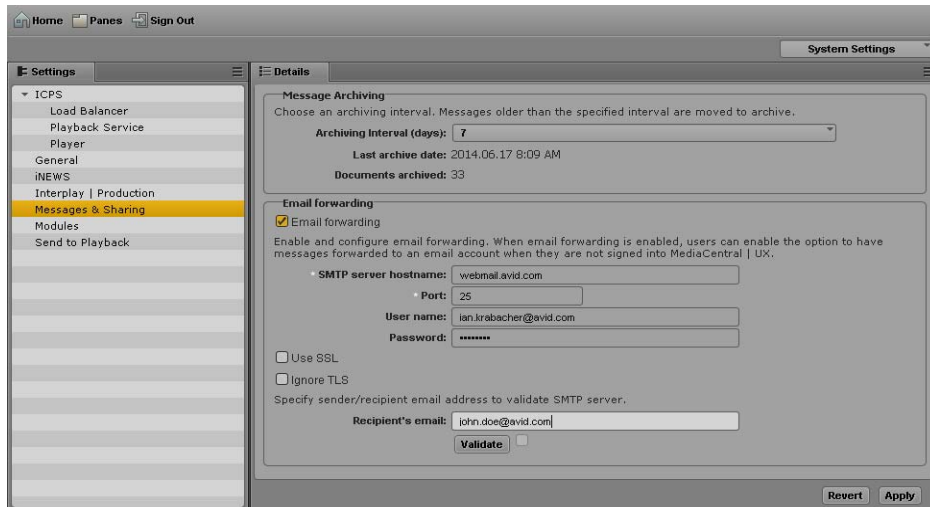 Home Panes Sign Out
System Settings
Settings
ICPS
Load Balancer
Playback Service
Player
General
iNEWS
Interplay | Production
Messages & Sharing
Modules
Send to Playback
Details
Message Archiving
Choose an archiving interval. Messages older than the specified interval are moved to archive.
Archiving Interval (days): 7
Last archive date: 2014.06.17 8:09 AM
Documents archived: 33
Email forwarding
Email forwarding
Enable and configure email forwarding. When email forwarding is enabled, users can enable the option to have
messages forwarded to an email account when they are not signed into MediaCentral | UX.
* SMTP server hostname: webmail.avid.com
* Port: 25
User name: ian.krabacher@avid.com
Password: ••••••••
Use SSL
Ignore TLS
Specify sender/recipient email address to validate SMTP server.
Recipient's email: john.doe@avid.com
Validate
Revert Apply